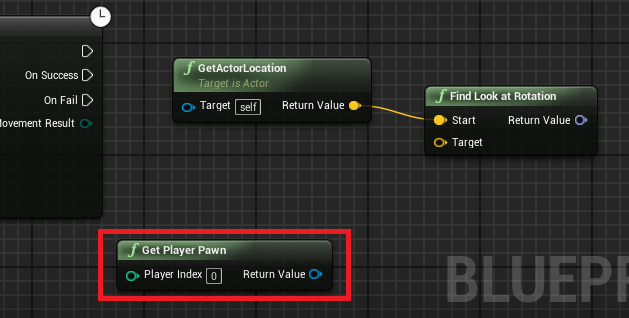 On Success
On Fail
Movement Result
f GetActorLocation
Target is Actor
Target self Return Value
f Find Look at Rotation
Start Return Value
Target
f Get Player Pawn
Player Index 0 Return Value